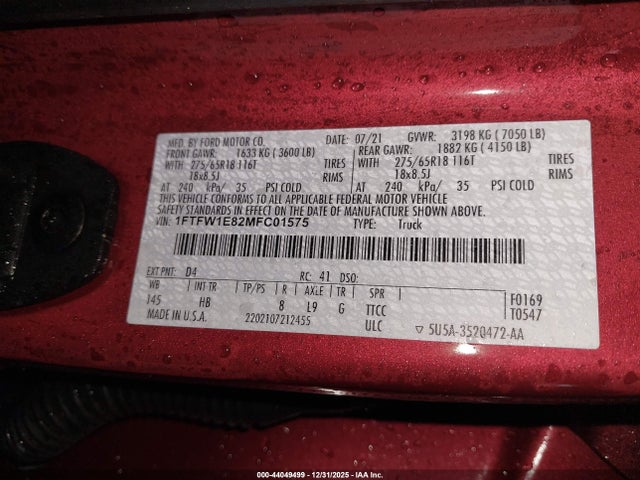 MFD. BY FORD MOTOR CO. DATE: 07/21 GVWR: 3198 KG ( 7050 LB)
FRONT GAWR: 1633 KG ( 3600 LB) REAR GAWR: 1882 KG ( 4150 LB)
WITH 275/65R18 116T TIRES WITH 275/65R18 116T TIRES
18x8.5J RIMS 18x8.5J RIMS
AT 240 kPa/ 35 PSI COLD AT 240 kPa/ 35 PSI COLD
THIS VEHICLE CONFORMS TO ALL APPLICABLE FEDERAL MOTOR VEHICLE
SAFETY STANDARDS IN EFFECT ON THE DATE OF MANUFACTURE SHOWN ABOVE.
VIN: 1FTFW1E82MFC01575 TYPE: Truck
EXT PNT: D4 RC: 41 DSO:
WB INT TR TP/PS R AXLE TR SPR F0169
145 HB 8 L9 G TTCC T0547
MADE IN U.S.A. 2202107212455 ULC ▽ 5U5A-3520472-AA
000-44049499 - 12/31/2025 - IAA Inc.